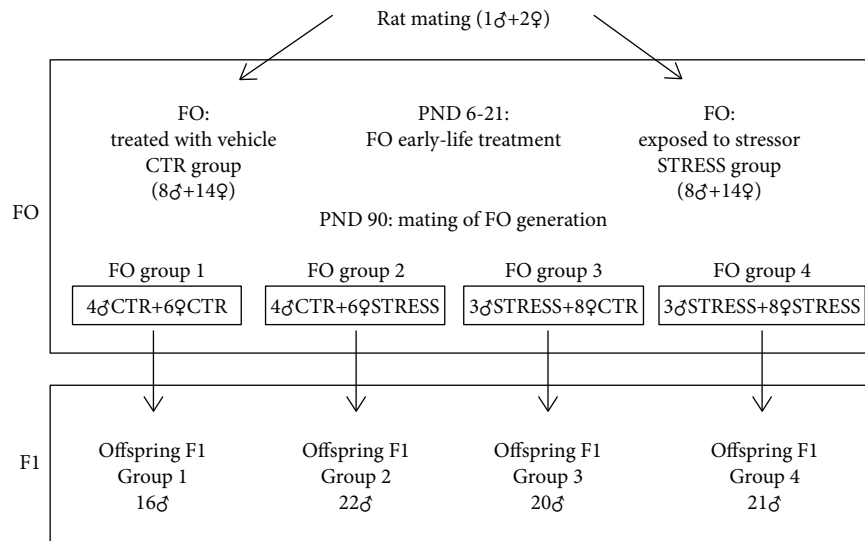 Rat mating (1♂+2♀)
FO:
treated with vehicle
CTR group
(8♂+14♀)
PND 6-21:
FO early-life treatment
FO:
exposed to stressor
STRESS group
(8♂+14♀)
FO
PND 90: mating of FO generation
FO group 1
FO group 2
FO group 3
FO group 4
4♂CTR+6♀CTR
4♂CTR+6♀STRESS
3♂STRESS+8♀CTR
3♂STRESS+8♀STRESS
F1
Offspring F1
Group 1
16♂
Offspring F1
Group 2
22♂
Offspring F1
Group 3
20♂
Offspring F1
Group 4
21♂